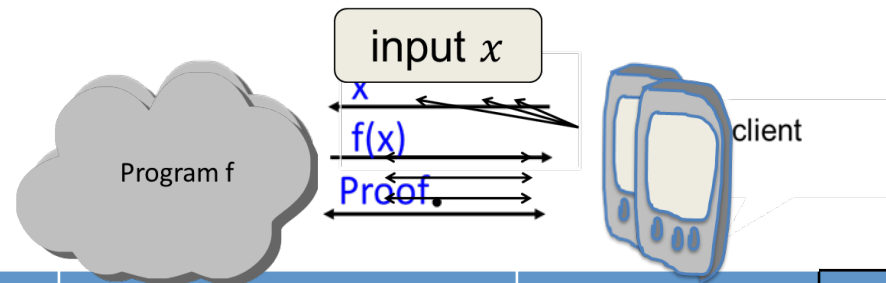 input x
x
f(x)
Program f
Proof.
client